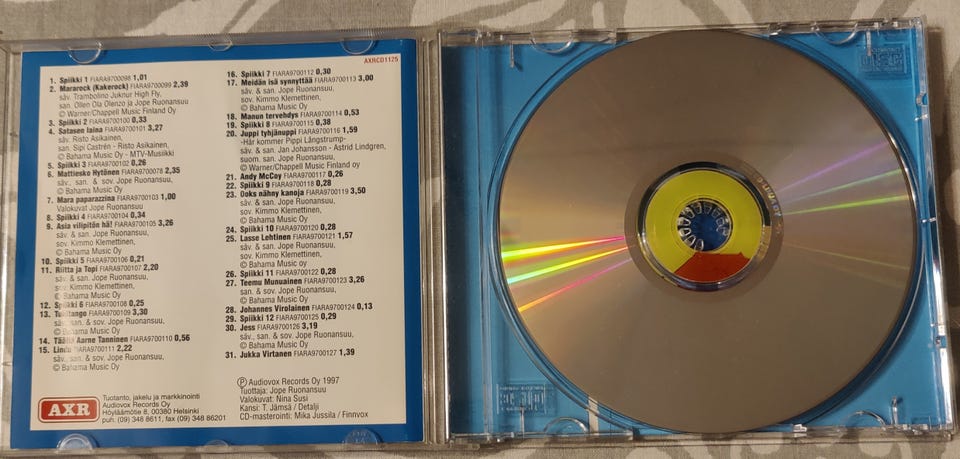 AXRCD1125
1. Spiikki 1 FIARA9700098 1,01
2. Mararock (Kakerock) FIARA9700099 2,39
säv. Trambolino Juknur High Fly,
san. Ollen Ola Olenzo ja Jope Ruonansuu
© Warner/Chappeli Music Finland Oy
3. Spiikki 2 FIARA9700100 0,33
4. Satasen laina FIARA9700101 3,27
säv. Risto Asikainen,
san. Sipi Castrén - Risto Asikainen,
© Bahama Music Oy - MTV-Musiikki
5. Spiikki 3 FIARA9700102 0,26
6. Mattiesko Hytönen FIARA9700078 2,35
säv., san. & sov. Jope Ruonansuu,
© Bahama Music Oy
7. Mara paparazzina FIARA9700103 1,00
Valokuvat Jope Ruonansuu
8. Spiikki 4 FIARA9700104 0,34
9. Asia vilipitön hä! FIARA9700105 3,26
säv. & san. Jope Ruonansuu,
sov. Kimmo Klemettinen,
© Bahama Music Oy
10. Spiikki 5 FIARA9700106 0,21
11. Riitta ja Topi FIARA9700107 2,20
säv. & san. Jope Ruonansuu,
sov. Kimmo Klemettinen,
© Bahama Music Oy
12. Spiikki 6 FIARA9700108 0,25
13. Tulitango FIARA9700109 3,30
säv., san. & sov. Jope Ruonansuu,
© Bahama Music Oy
14. Täällä Aarne Tanninen FIARA9700110 0,56
15. Lindu FIARA9700111 2,22
säv., san. & sov. Jope Ruonansuu,
© Bahama Music Oy
16. Spiikki 7 FIARA9700112 0,30
17. Meidän isä synnyttää FIARA9700113 3,00
säv. & san. Jope Ruonansuu,
sov. Kimmo Klemettinen,
© Bahama Music Oy
18. Manun tervehdys FIARA9700114 0,53
19. Spiikki 8 FIARA9700115 0,38
20. Juppi tyhjänuppi FIARA9700116 1,59
-Här kommer Pippi Långstrump-
säv. & san. Jan Johansson - Astrid Lindgren,
suom. san. Jope Ruonansuu,
© Warner/Chappell Music Finland Oy
21. Andy McCoy FIARA9700117 0,26
22. Spiikki 9 FIARA9700118 0,28
23. Ooks nähny kanoja FIARA9700119 3,50
säv. & san. Jope Ruonansuu,
sov. Kimmo Klemettinen,
© Bahama Music Oy
24. Spiikki 10 FIARA9700120 0,28
25. Lasse Lehtinen FIARA9700121 1,57
säv. & san. Jope Ruonansuu,
sov. Kimmo Klemettinen,
© Bahama Music oy
26. Spiikki 11 FIARA9700122 0,28
27. Teemu Munuainen FIARA9700123 3,26
säv., san. & sov. Jope Ruonansuu,
© Bahama Music Oy
28. Johannes Virolainen FIARA9700124 0,13
29. Spiikki 12 FIARA9700125 0,29
30. Jess FIARA9700126 3,19
säv., san. & sov. Jope Ruonansuu,
© Bahama Music Oy
31. Jukka Virtanen FIARA9700127 1,39
℗ Audiovox Records Oy 1997
Tuottaja: Jope Ruonansuu
Valokuvat: Nina Susi
Kansi: T. Jämsä / Detalji
CD-masterointi: Mika Jussila / Finnvox
AXR
Tuotanto, jakelu ja markkinointi
Audiovox Records Oy
Höyläämötie 8, 00380 Helsinki
puh. (09) 348 8611, fax (09) 348 86201
COMPACT
disc